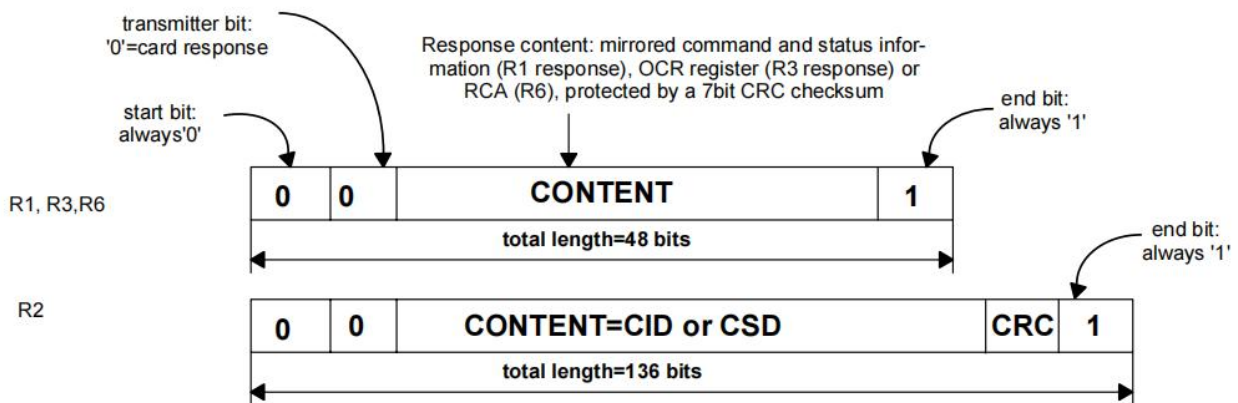 transmitter bit:
'0'=card response
Response content: mirrored command and status infor-
mation (R1 response), OCR register (R3 response) or
RCA (R6), protected by a 7bit CRC checksum
start bit:
always'0'
end bit:
always '1'
R1, R3,R6
0 0 CONTENT 1
total length=48 bits
end bit:
always '1'
R2
0 0 CONTENT=CID or CSD CRC 1
total length=136 bits